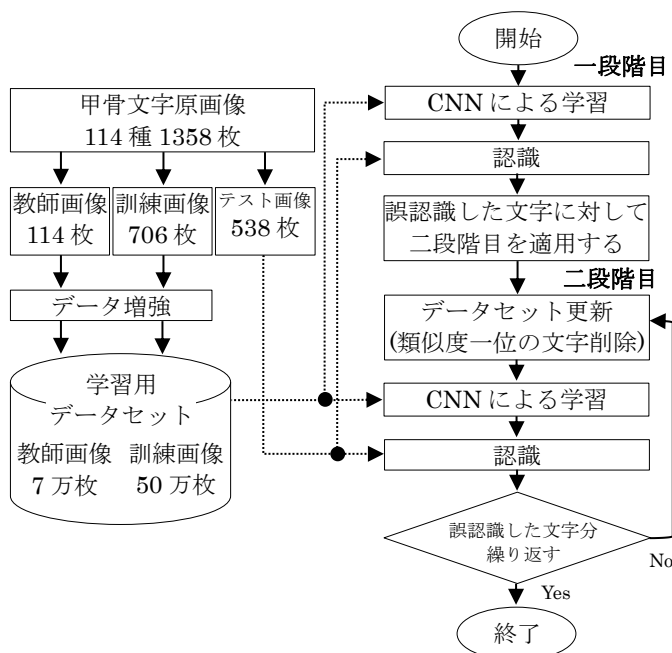 開始
一段階目
CNN による学習
認識
誤認識した文字に対して
二段階目を適用する
二段階目
データセット更新
(類似度一位の文字削除)
CNN による学習
認識
誤認識した文字分
繰り返す
No
Yes
終了
甲骨文字原画像
114 種 1358 枚
教師画像
114 枚
訓練画像
706 枚
テスト画像
538 枚
データ増強
学習用
データセット
教師画像
7 万枚
訓練画像
50 万枚